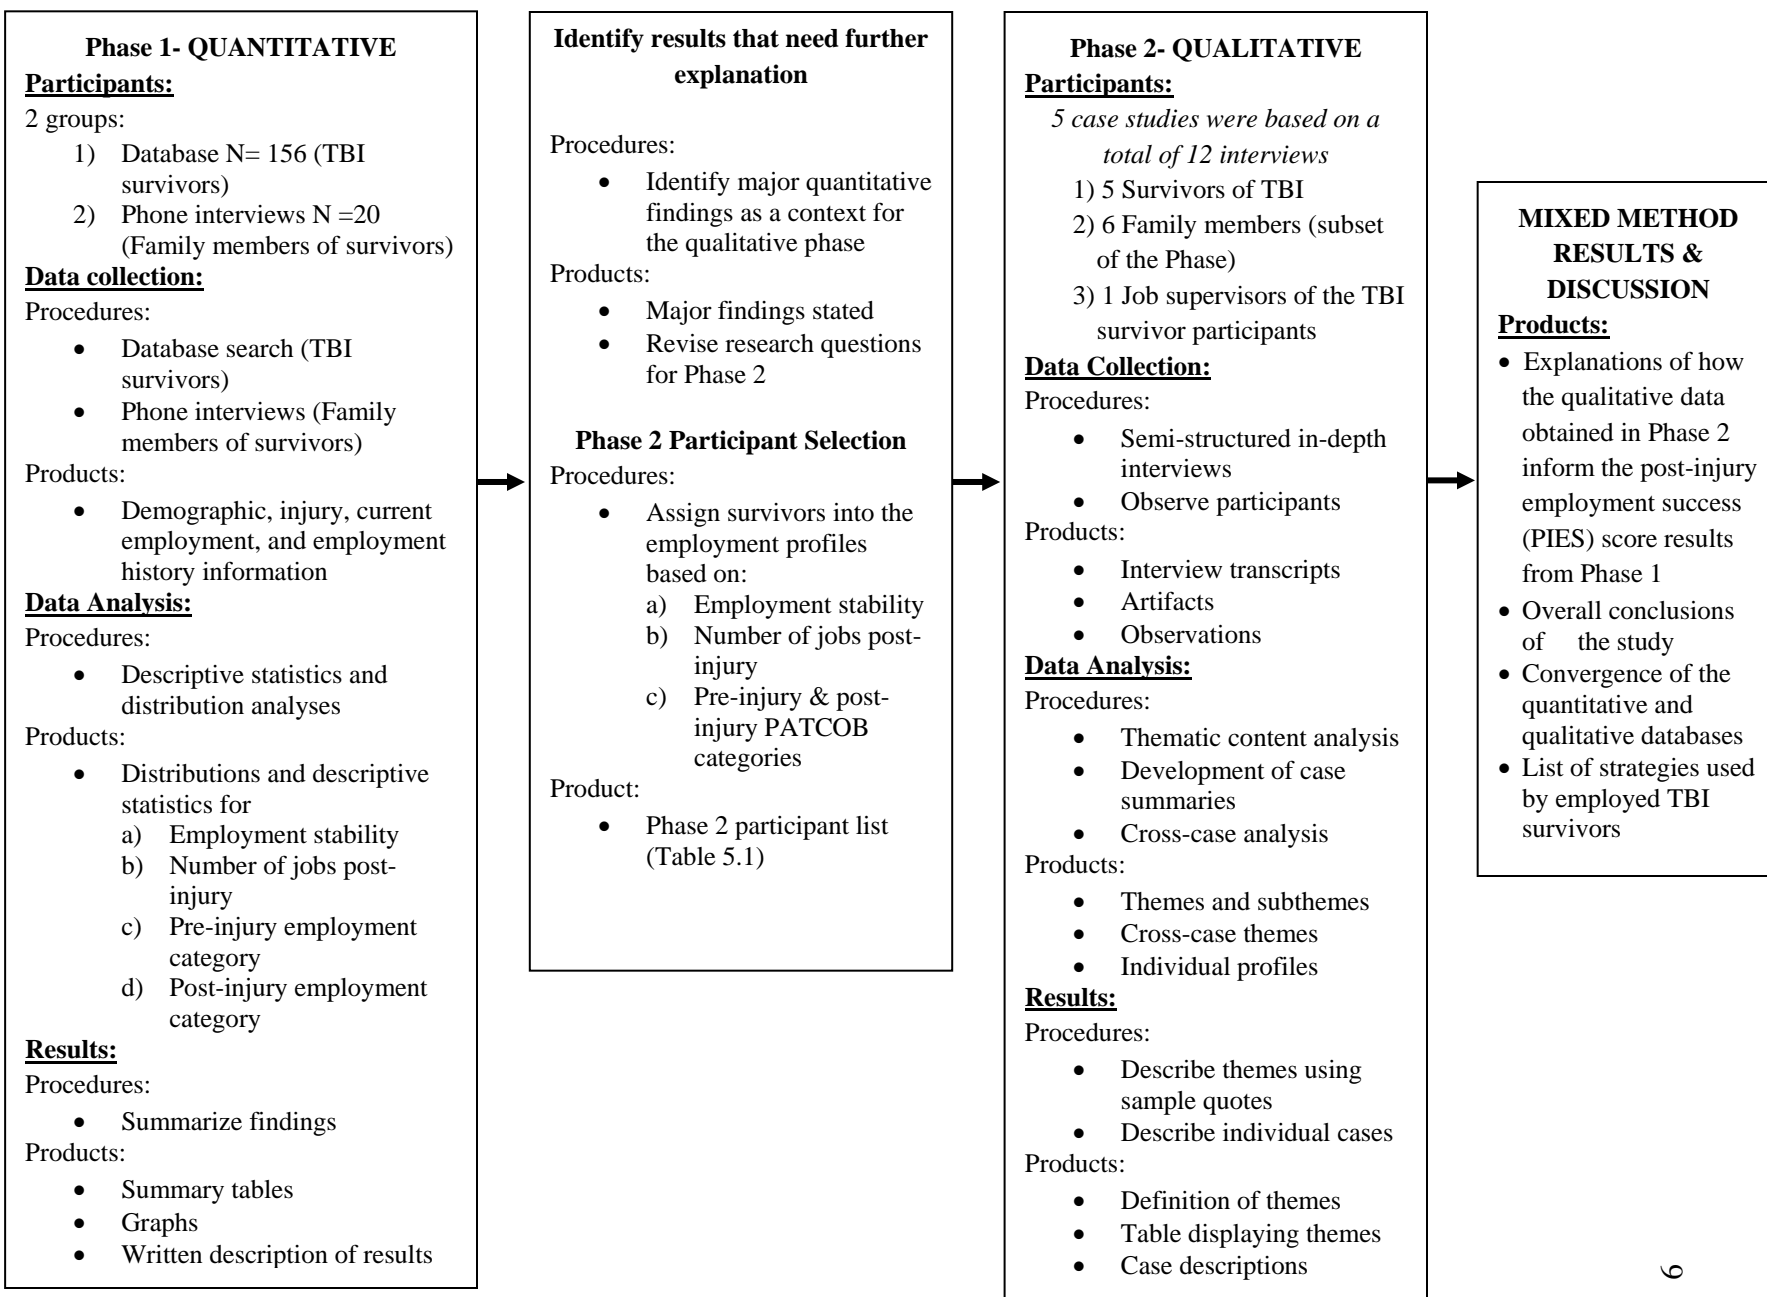 Phase 1- QUANTITATIVE
Participants:
2 groups:
1) Database N= 156 (TBI
survivors)
2) Phone interviews N =20
(Family members of survivors)
Data collection:
Procedures:
• Database search (TBI
survivors)
• Phone interviews (Family
members of survivors)
Products:
• Demographic, injury, current
employment, and employment
history information
Data Analysis:
Procedures:
• Descriptive statistics and
distribution analyses
Products:
• Distributions and descriptive
statistics for
a) Employment stability
b) Number of jobs post-
injury
c) Pre-injury employment
category
d) Post-injury employment
category
Results:
Procedures:
• Summarize findings
Products:
• Summary tables
• Graphs
• Written description of results
Identify results that need further
explanation
Procedures:
• Identify major quantitative
findings as a context for
the qualitative phase
Products:
• Major findings stated
• Revise research questions
for Phase 2
Phase 2 Participant Selection
Procedures:
• Assign survivors into the
employment profiles
based on:
a) Employment stability
b) Number of jobs post-
injury
c) Pre-injury & post-
injury PATCOB
categories
Product:
• Phase 2 participant list
(Table 5.1)
Phase 2- QUALITATIVE
Participants:
5 case studies were based on a
total of 12 interviews
1) 5 Survivors of TBI
2) 6 Family members (subset
of the Phase)
3) 1 Job supervisors of the TBI
survivor participants
Data Collection:
Procedures:
• Semi-structured in-depth
interviews
• Observe participants
Products:
• Interview transcripts
• Artifacts
• Observations
Data Analysis:
Procedures:
• Thematic content analysis
• Development of case
summaries
• Cross-case analysis
Products:
• Themes and subthemes
• Cross-case themes
• Individual profiles
Results:
Procedures:
• Describe themes using
sample quotes
• Describe individual cases
Products:
• Definition of themes
• Table displaying themes
• Case descriptions
MIXED METHOD
RESULTS &
DISCUSSION
Products:
• Explanations of how
the qualitative data
obtained in Phase 2
inform the post-injury
employment success
(PIES) score results
from Phase 1
• Overall conclusions
of the study
• Convergence of the
quantitative and
qualitative databases
• List of strategies used
by employed TBI
survivors
9